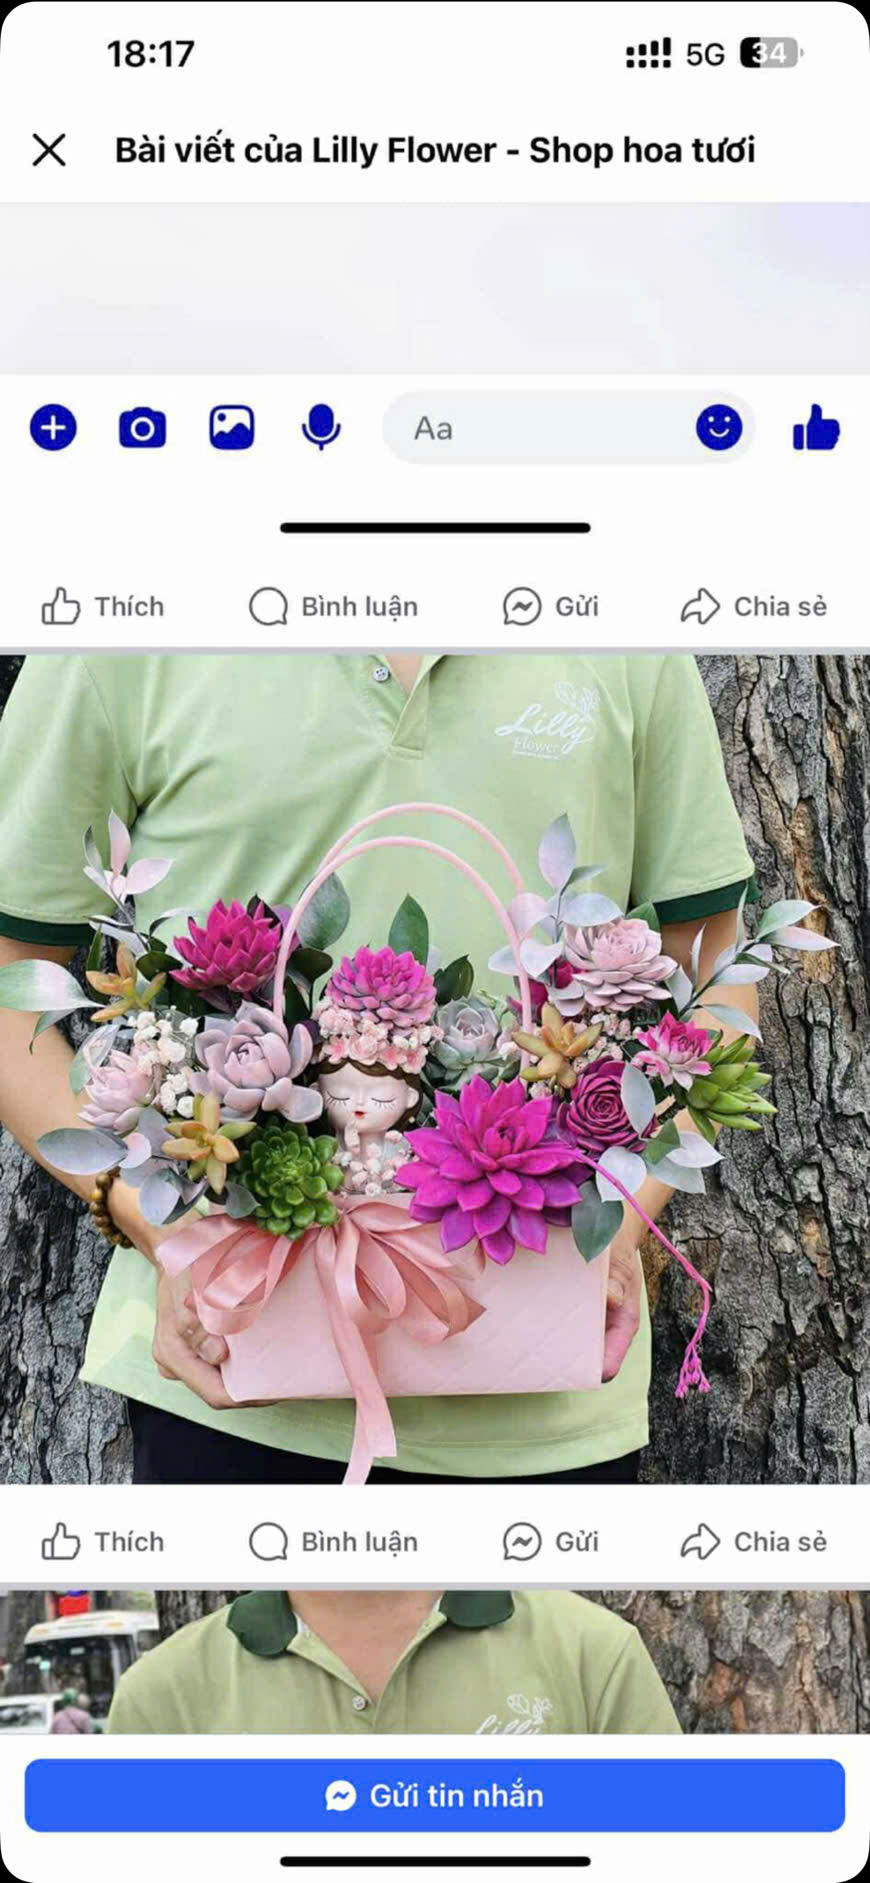 18:17
5G
34
Bài viết của Lilly Flower - Shop hoa tươi
Aa
Thích
Bình luận
Gửi
Chia sẻ
Lilly
Flower
Thích
Bình luận
Gửi
Chia sẻ
Lilly
Gửi tin nhắn